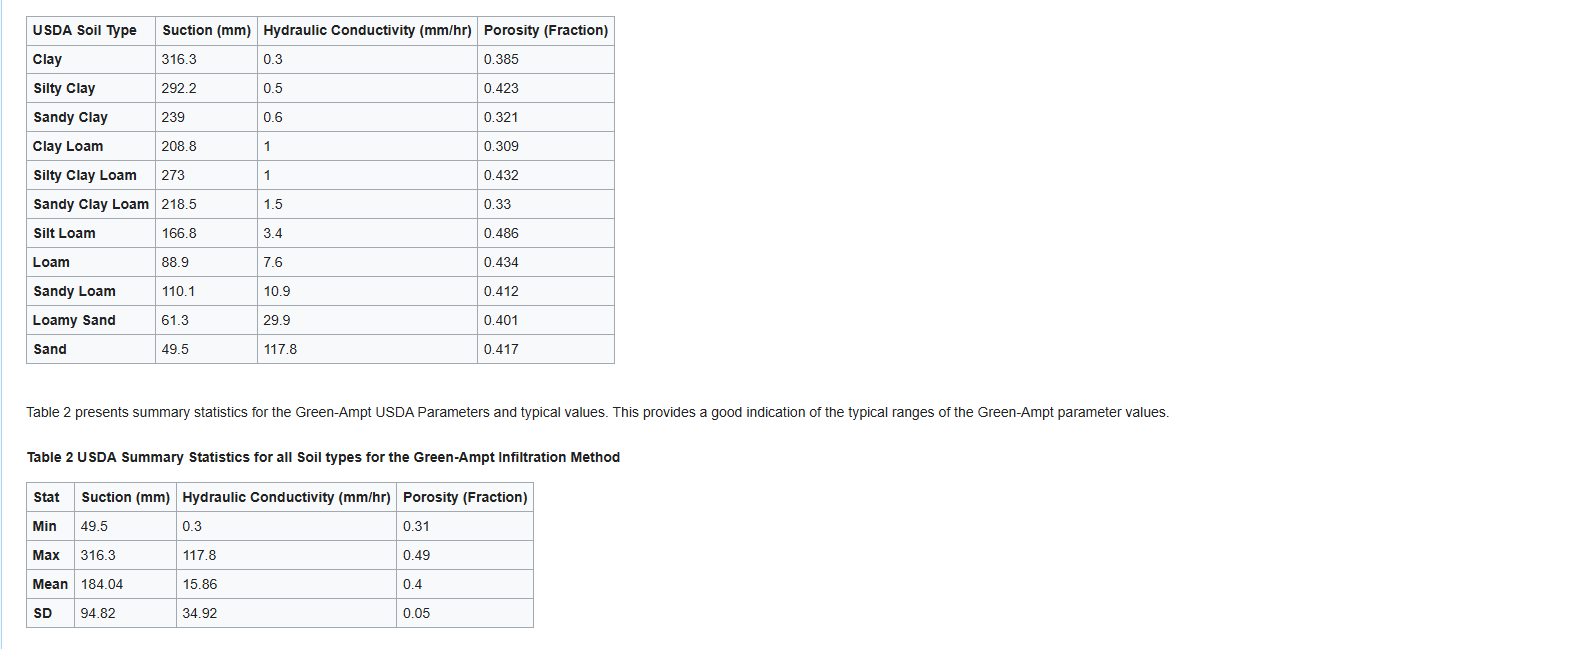 USDA Soil Type Suction (mm) Hydraulic Conductivity (mm/hr) Porosity (Fraction)
Clay 316.3 0.3 0.385
Silty Clay 292.2 0.5 0.423
Sandy Clay 239 0.6 0.321
Clay Loam 208.8 1 0.309
Silty Clay Loam 273 1 0.432
Sandy Clay Loam 218.5 1.5 0.33
Silt Loam 166.8 3.4 0.486
Loam 88.9 7.6 0.434
Sandy Loam 110.1 10.9 0.412
Loamy Sand 61.3 29.9 0.401
Sand 49.5 117.8 0.417
Table 2 presents summary statistics for the Green-Ampt USDA Parameters and typical values. This provides a good indication of the typical ranges of the Green-Ampt parameter values.
Table 2 USDA Summary Statistics for all Soil types for the Green-Ampt Infiltration Method
Stat Suction (mm) Hydraulic Conductivity (mm/hr) Porosity (Fraction)
Min 49.5 0.3 0.31
Max 316.3 117.8 0.49
Mean 184.04 15.86 0.4
SD 94.82 34.92 0.05